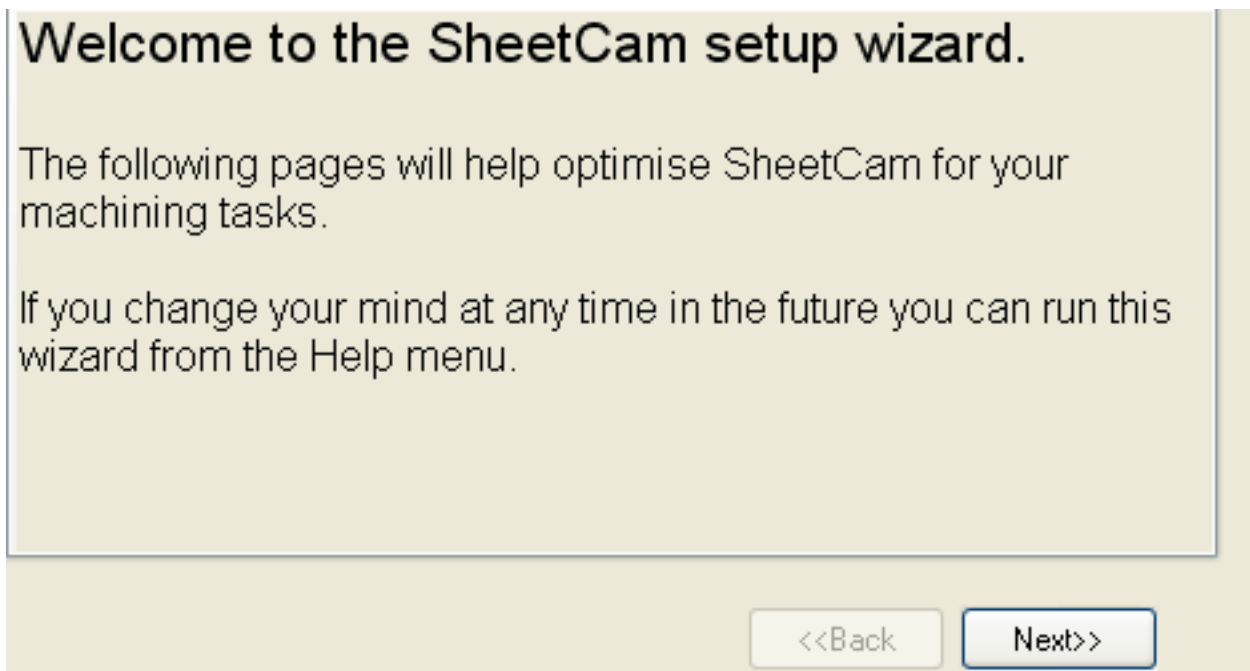 Welcome to the SheetCam setup wizard.
The following pages will help optimise SheetCam for your
machining tasks.
If you change your mind at any time in the future you can run this
wizard from the Help menu.
<<Back Next>>